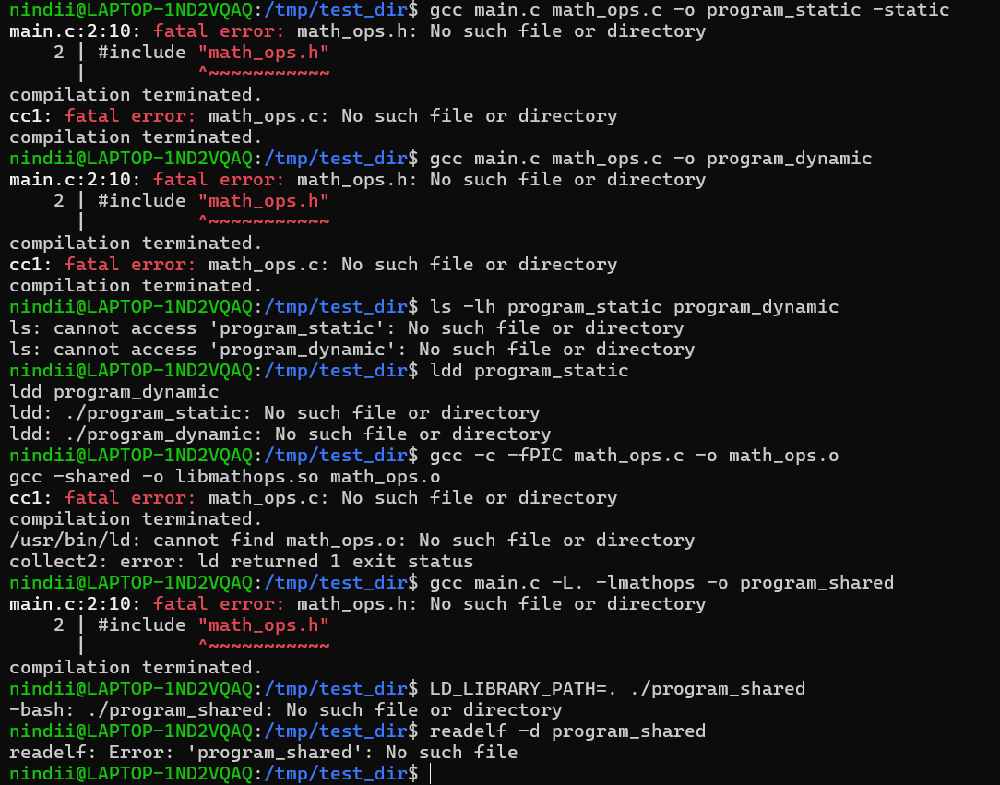 nindii@LAPTOP-1ND2VQAQ:/tmp/test_dir$ gcc main.c math_ops.c -o program_static -static
main.c:2:10: fatal error: math_ops.h: No such file or directory
    2 | #include "math_ops.h"
      |          ^~~~~~~~~~~~
compilation terminated.
cc1: fatal error: math_ops.c: No such file or directory
compilation terminated.
nindii@LAPTOP-1ND2VQAQ:/tmp/test_dir$ gcc main.c math_ops.c -o program_dynamic
main.c:2:10: fatal error: math_ops.h: No such file or directory
    2 | #include "math_ops.h"
      |          ^~~~~~~~~~~~
compilation terminated.
cc1: fatal error: math_ops.c: No such file or directory
compilation terminated.
nindii@LAPTOP-1ND2VQAQ:/tmp/test_dir$ ls -lh program_static program_dynamic
ls: cannot access 'program_static': No such file or directory
ls: cannot access 'program_dynamic': No such file or directory
nindii@LAPTOP-1ND2VQAQ:/tmp/test_dir$ ldd program_static
ldd program_dynamic
ldd: ./program_static: No such file or directory
ldd: ./program_dynamic: No such file or directory
nindii@LAPTOP-1ND2VQAQ:/tmp/test_dir$ gcc -c -fPIC math_ops.c -o math_ops.o
gcc -shared -o libmathops.so math_ops.o
cc1: fatal error: math_ops.c: No such file or directory
compilation terminated.
/usr/bin/ld: cannot find math_ops.o: No such file or directory
collect2: error: ld returned 1 exit status
nindii@LAPTOP-1ND2VQAQ:/tmp/test_dir$ gcc main.c -L. -lmathops -o program_shared
main.c:2:10: fatal error: math_ops.h: No such file or directory
    2 | #include "math_ops.h"
      |          ^~~~~~~~~~~~
compilation terminated.
nindii@LAPTOP-1ND2VQAQ:/tmp/test_dir$ LD_LIBRARY_PATH=. ./program_shared
-bash: ./program_shared: No such file or directory
nindii@LAPTOP-1ND2VQAQ:/tmp/test_dir$ readelf -d program_shared
readelf: Error: 'program_shared': No such file
nindii@LAPTOP-1ND2VQAQ:/tmp/test_dir$